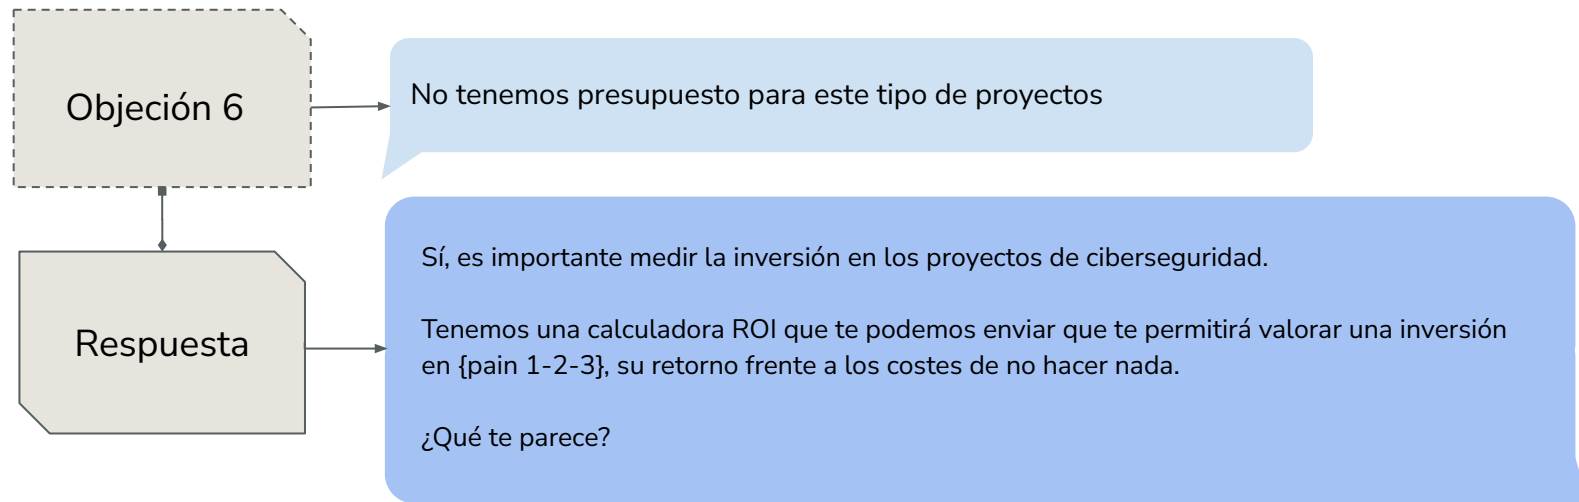 Objeción 6
No tenemos presupuesto para este tipo de proyectos
Respuesta
Sí, es importante medir la inversión en los proyectos de ciberseguridad.
Tenemos una calculadora ROI que te podemos enviar que te permitirá valorar una inversión
en {pain 1-2-3}, su retorno frente a los costes de no hacer nada.
¿Qué te parece?